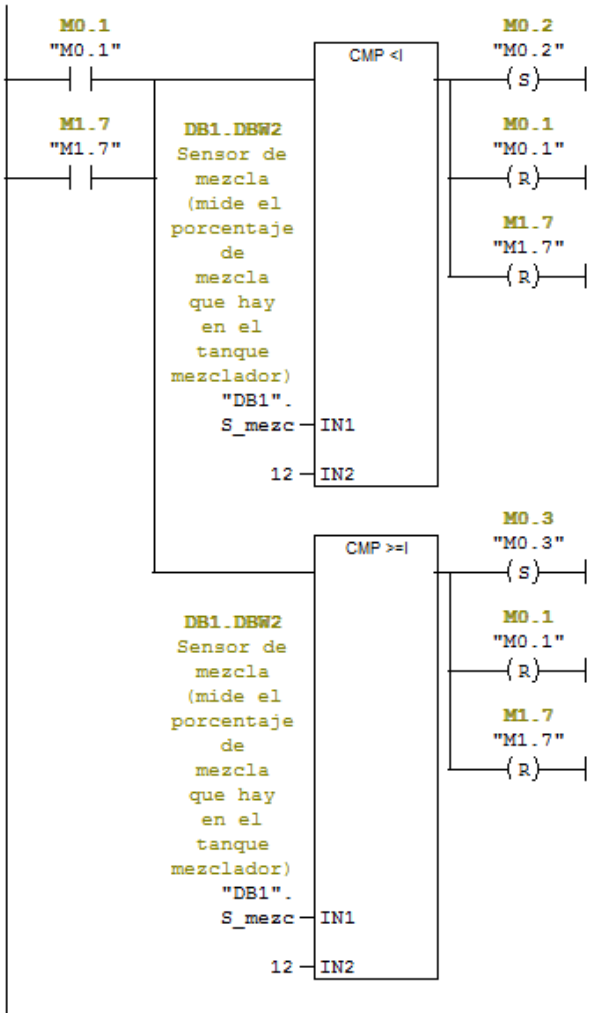 M0.1
"M0.1"
M1.7
"M1.7"
DB1.DBW2
Sensor de
mezcla
(mide el
porcentaje
de
mezcla
que hay
en el
tanque
mezclador)
"DB1".
S_mezc
12
CMP <I
IN1
IN2
M0.2
"M0.2"
S
M0.1
"M0.1"
R
M1.7
"M1.7"
R
DB1.DBW2
Sensor de
mezcla
(mide el
porcentaje
de
mezcla
que hay
en el
tanque
mezclador)
"DB1".
S_mezc
12
CMP >=I
IN1
IN2
M0.3
"M0.3"
S
M0.1
"M0.1"
R
M1.7
"M1.7"
R